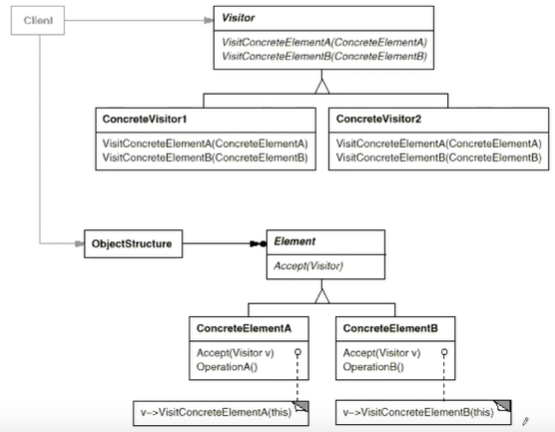 Client
Visitor
VisitConcreteElementA(ConcreteElementA)
VisitConcreteElementB(ConcreteElementB)
ConcreteVisitor1
VisitConcreteElementA(ConcreteElementA)
VisitConcreteElementB(ConcreteElementB)
ConcreteVisitor2
VisitConcreteElementA(ConcreteElementA)
VisitConcreteElementB(ConcreteElementB)
ObjectStructure
Element
Accept(Visitor)
ConcreteElementA
Accept(Visitor v)
OperationA()
ConcreteElementB
Accept(Visitor v)
OperationB()
v->VisitConcreteElementA(this)
v->VisitConcreteElementB(this)